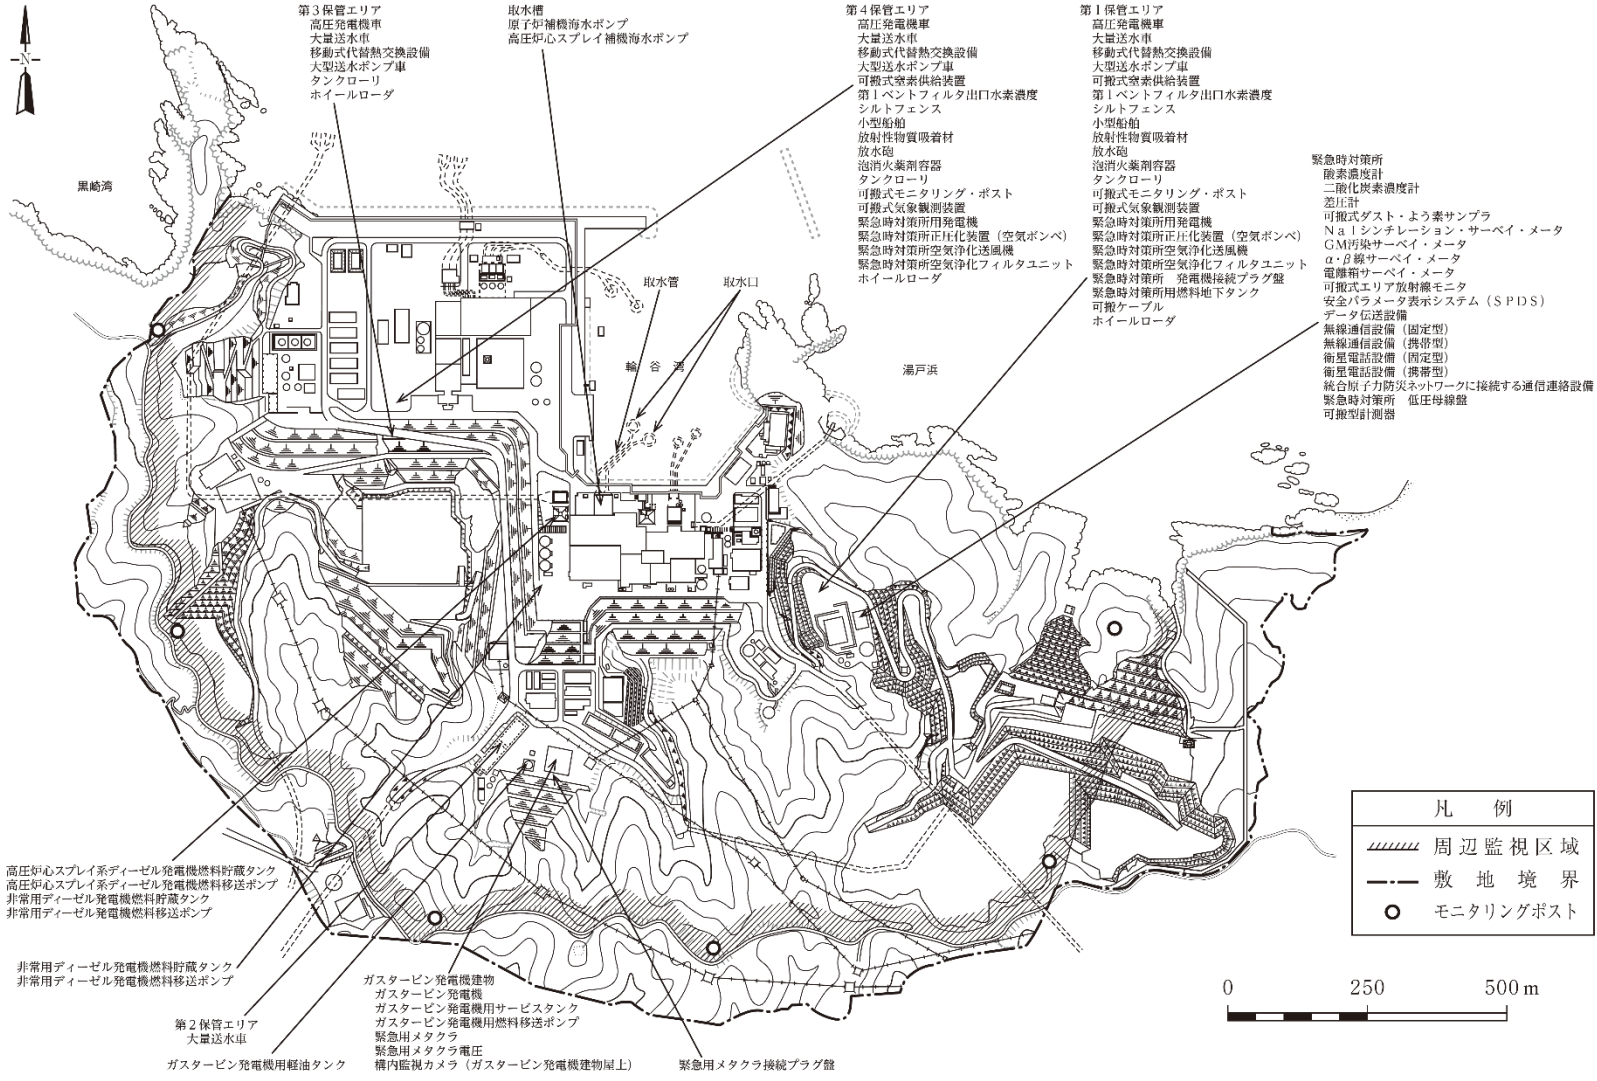 N
第３保管エリア
高圧発電機車
大量送水車
移動式代替熱交換設備
大型送水ポンプ車
タンクローリ
ホイールローダ
取水槽
原子炉補機海水ポンプ
高圧炉心スプレイ補機海水ポンプ
第４保管エリア
高圧発電機車
大量送水車
移動式代替熱交換設備
大型送水ポンプ車
可搬式窒素供給装置
第１ベントフィルタ出口水素濃度
シルトフェンス
小型船舶
放射性物質吸着材
放水砲
泡消火薬剤容器
タンクローリ
可搬式モニタリング・ポスト
可搬式気象観測装置
緊急時対策所用発電機
緊急時対策所正圧化装置（空気ボンベ）
緊急時対策所空気浄化送風機
緊急時対策所空気浄化フィルタユニット
ホイールローダ
第１保管エリア
高圧発電機車
大量送水車
移動式代替熱交換設備
大型送水ポンプ車
可搬式窒素供給装置
第１ベントフィルタ出口水素濃度
シルトフェンス
小型船舶
放射性物質吸着材
放水砲
泡消火薬剤容器
タンクローリ
可搬式モニタリング・ポスト
可搬式気象観測装置
緊急時対策所用発電機
緊急時対策所正圧化装置（空気ボンベ）
緊急時対策所空気浄化送風機
緊急時対策所空気浄化フィルタユニット
緊急時対策所　発電機接続プラグ盤
緊急時対策所用燃料地下タンク
可搬ケーブル
ホイールローダ
緊急時対策所
酸素濃度計
二酸化炭素濃度計
差圧計
可搬式ダスト・よう素サンプラ
ＮａＩシンチレーション・サーベイ・メータ
ＧＭ汚染サーベイ・メータ
α・β線サーベイ・メータ
電離箱サーベイ・メータ
可搬式エリア放射線モニタ
安全パラメータ表示システム（ＳＰＤＳ）
データ伝送設備
無線通信設備（固定型）
無線通信設備（携帯型）
衛星電話設備（固定型）
衛星電話設備（携帯型）
統合原子力防災ネットワークに接続する通信連絡設備
緊急時対策所　低圧母線盤
可搬型計測器
黒崎湾
取水管
取水口
輪谷湾
湯戸浜
高圧炉心スプレイ系ディーゼル発電機燃料貯蔵タンク
高圧炉心スプレイ系ディーゼル発電機燃料移送ポンプ
非常用ディーゼル発電機燃料貯蔵タンク
非常用ディーゼル発電機燃料移送ポンプ
非常用ディーゼル発電機燃料貯蔵タンク
非常用ディーゼル発電機燃料移送ポンプ
第２保管エリア
大量送水車
ガスタービン発電機用軽油タンク
ガスタービン発電機建物
ガスタービン発電機
ガスタービン発電機用サービスタンク
ガスタービン発電機用燃料移送ポンプ
緊急用メタクラ
緊急用メタクラ電圧
構内監視カメラ（ガスタービン発電機建物屋上）
緊急用メタクラ接続プラグ盤
凡　例
周辺監視区域
敷地境界
モニタリングポスト
0　250　500m